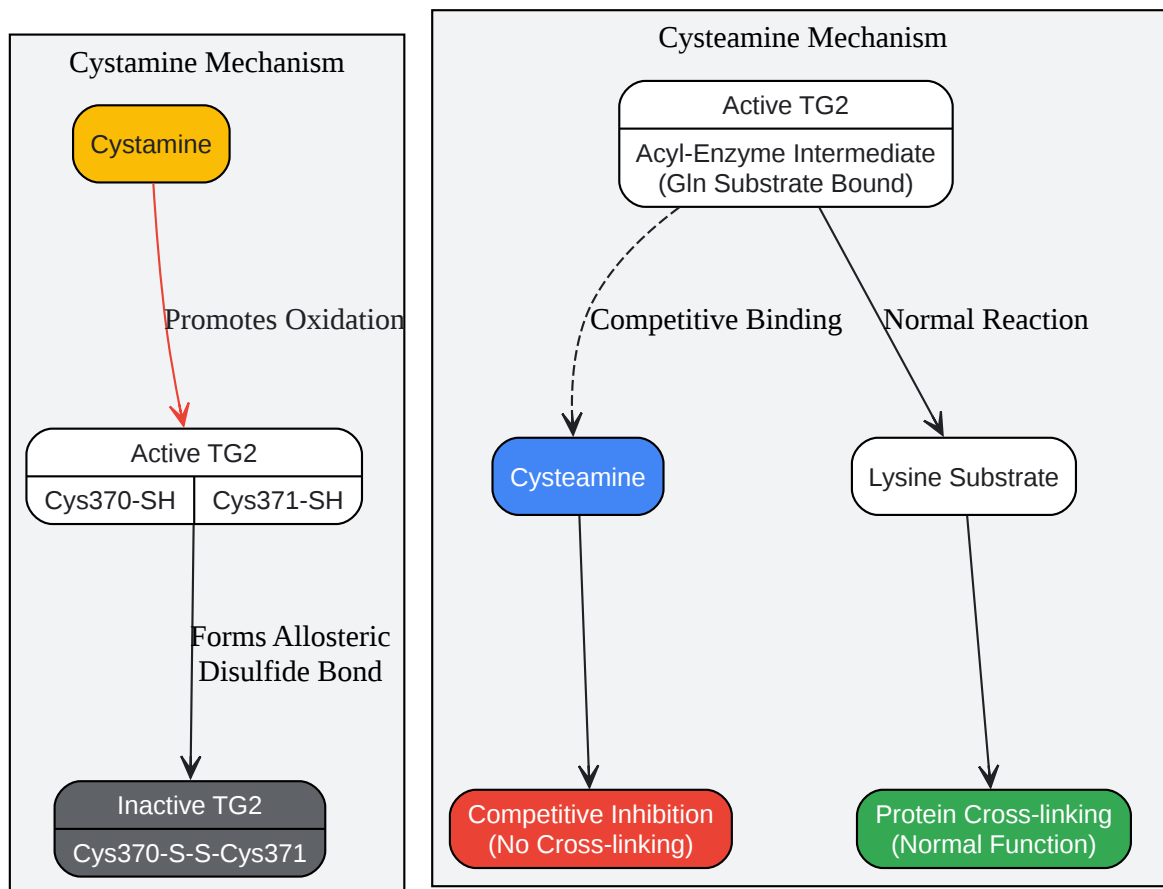 Cystamine Mechanism
Cystamine
Promotes Oxidation
Active TG2
Cys370-SH
Cys371-SH
Forms Allosteric
Disulfide Bond
Inactive TG2
Cys370-S-S-Cys371
Cysteamine Mechanism
Active TG2
Acyl-Enzyme Intermediate
(Gln Substrate Bound)
Competitive Binding
Normal Reaction
Cysteamine
Lysine Substrate
Competitive Inhibition
(No Cross-linking)
Protein Cross-linking
(Normal Function)